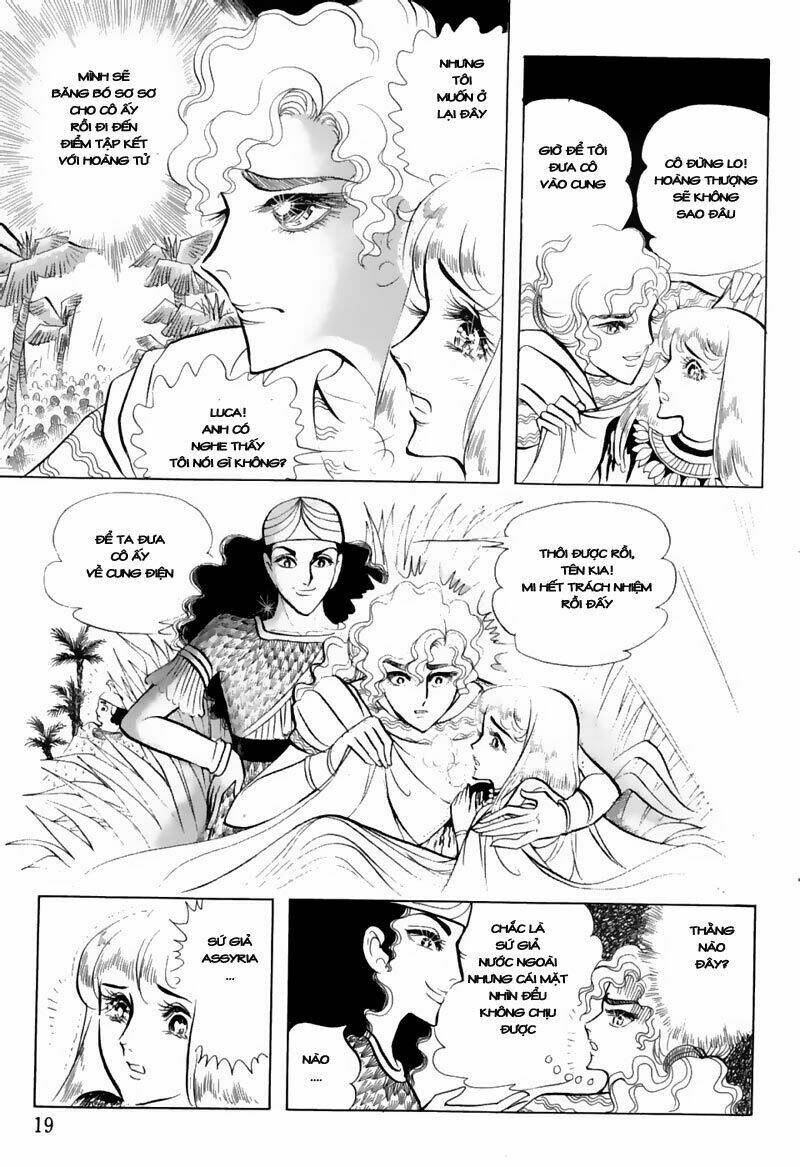 CÔ ĐỪNG LO!
HOÀNG THƯỢNG
SẼ KHÔNG
SAO ĐÂU
GIỜ ĐỂ TÔI
ĐƯA CÔ
VÀO CUNG
NHƯNG
TÔI
MUỐN Ở
LẠI ĐÂY
MÌNH SẼ
BĂNG BÓ SƠ SƠ
CHO CÔ ẤY
RỒI ĐI ĐẾN
ĐIỂM TẬP KẾT
VỚI HOÀNG TỬ
LUCA!
ANH CÓ
NGHE THẤY
TÔI NÓI GÌ KHÔNG?
THÔI ĐƯỢC RỒI,
TÊN KIA!
MI HẾT TRÁCH NHIỆM
RỒI ĐẤY
ĐỂ TA ĐƯA
CÔ ẤY
VỀ CUNG ĐIỆN
THẰNG
NÀO
ĐÂY?
CHẮC LÀ
SỨ GIẢ
NƯỚC NGOÀI
NHƯNG CÁI MẶT
NHÌN ĐỂU
KHÔNG CHỊU
ĐƯỢC
NÀO
....
SỨ GIẢ
ASSYRIA
...
19